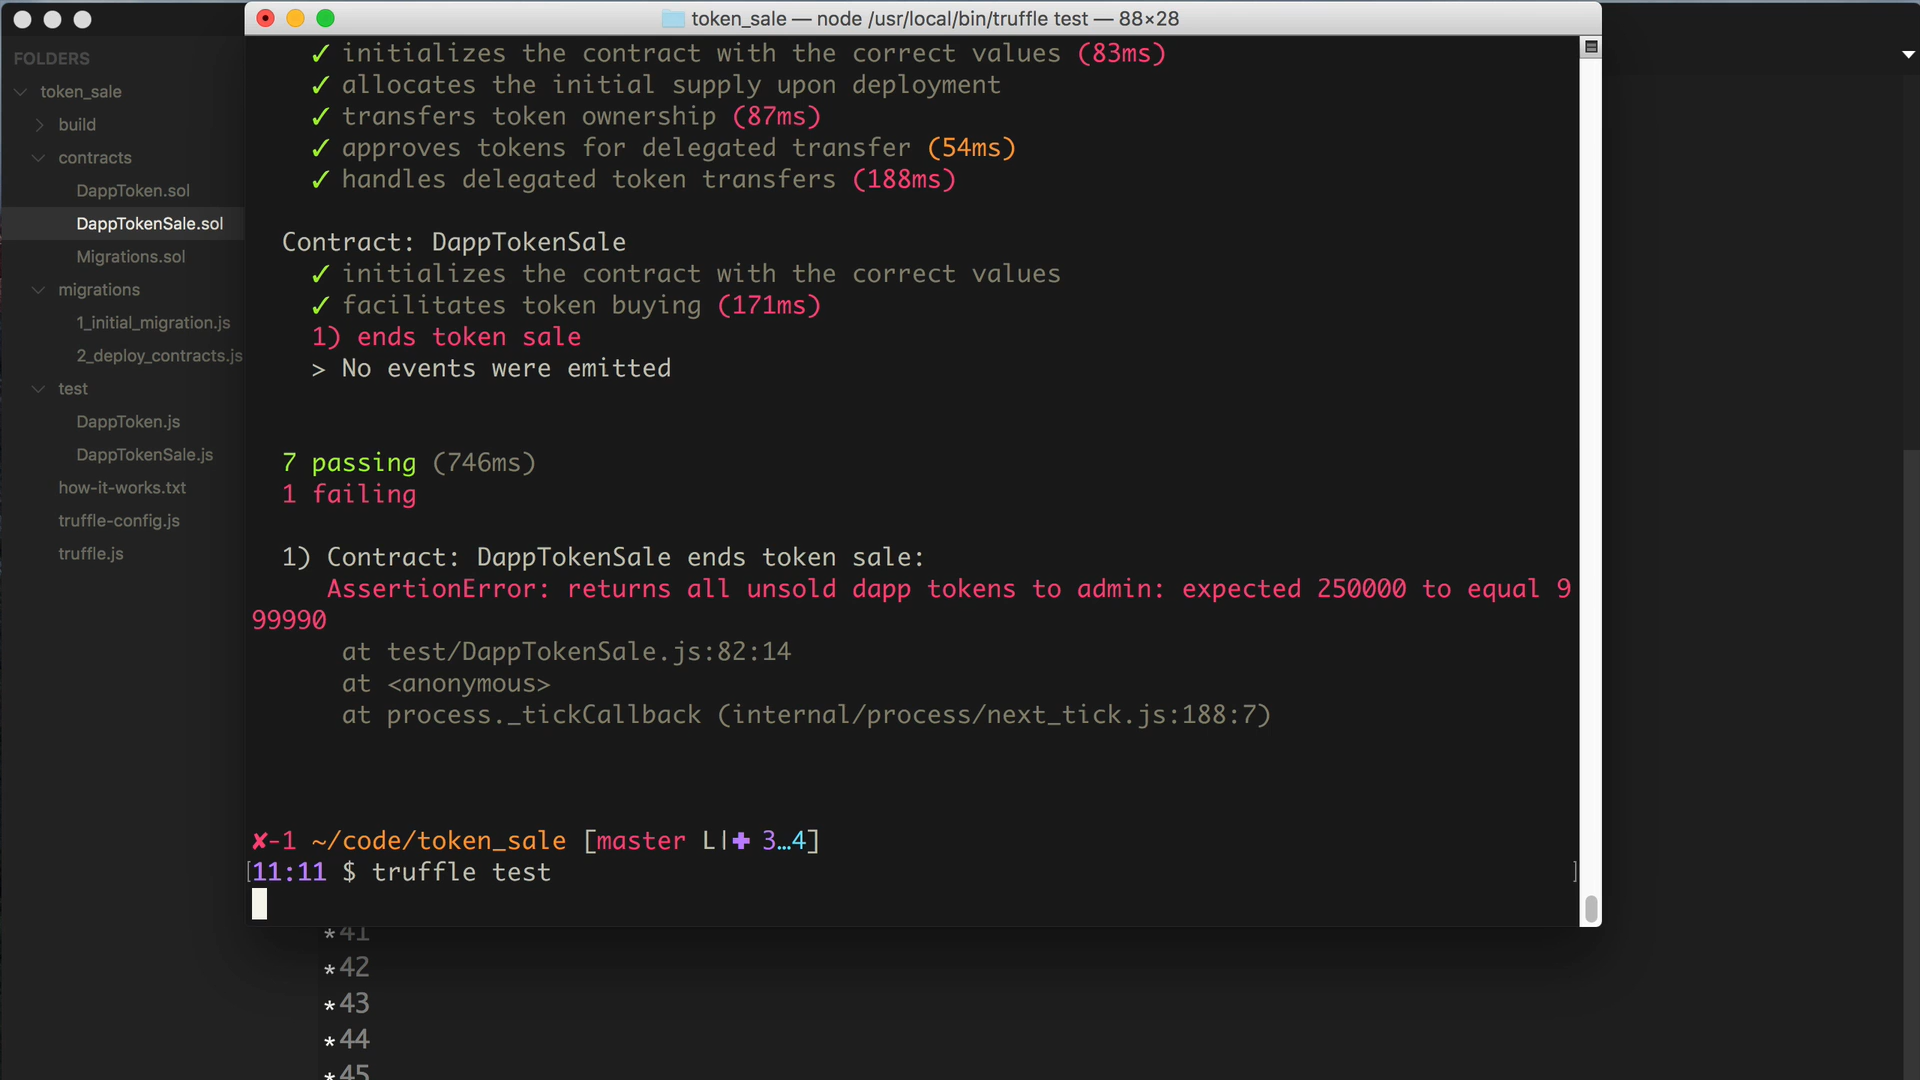 token_sale — node /usr/local/bin/truffle test — 88×28
FOLDERS
token_sale
build
contracts
DappToken.sol
DappTokenSale.sol
Migrations.sol
migrations
1_initial_migration.js
2_deploy_contracts.js
test
DappToken.js
DappTokenSale.js
how-it-works.txt
truffle-config.js
truffle.js
✓ initializes the contract with the correct values (83ms)
✓ allocates the initial supply upon deployment
✓ transfers token ownership (87ms)
✓ approves tokens for delegated transfer (54ms)
✓ handles delegated token transfers (188ms)
Contract: DappTokenSale
✓ initializes the contract with the correct values
✓ facilitates token buying (171ms)
1) ends token sale
> No events were emitted
7 passing (746ms)
1 failing
1) Contract: DappTokenSale ends token sale:
AssertionError: returns all unsold dapp tokens to admin: expected 250000 to equal 9
99990
at test/DappTokenSale.js:82:14
at <anonymous>
at process._tickCallback (internal/process/next_tick.js:188:7)
✘-1 ~/code/token_sale [master L|✚ 3…4]
[11:11 $ truffle test ]
*41
*42
*43
*44
*45